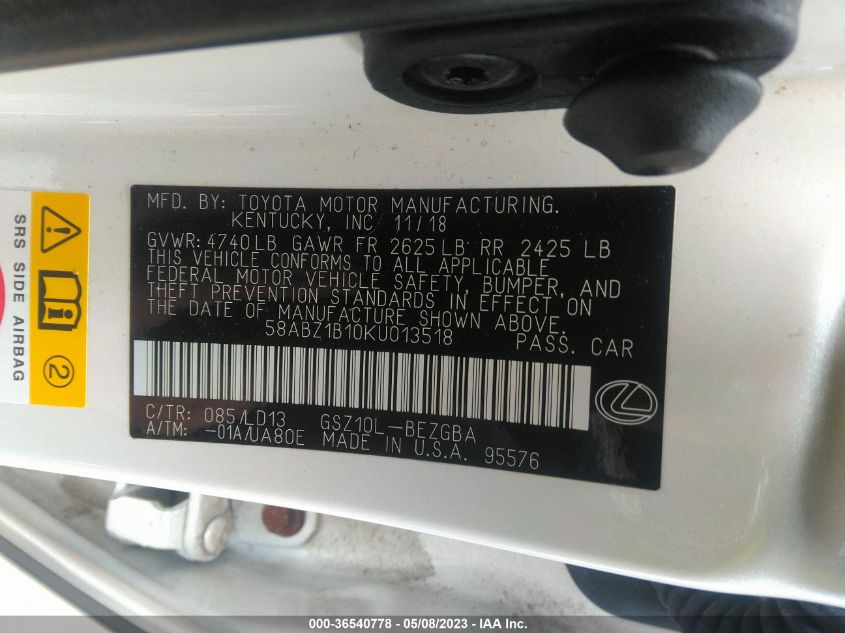 MFD. BY: TOYOTA MOTOR MANUFACTURING.
KENTUCKY, INC 11/18
GVWR: 4740LB GAWR FR 2625 LB RR 2425 LB
THIS VEHICLE CONFORMS TO ALL APPLICABLE
FEDERAL MOTOR VEHICLE SAFETY, BUMPER, AND
THEFT PREVENTION STANDARDS IN EFFECT ON
THE DATE OF MANUFACTURE SHOWN ABOVE.
58ABZ1B10KU013518 PASS. CAR
C/TR: 085/LD13 GSZ10L-BEZGBA
A/TM: -01A/UA80E MADE IN U.S.A. 95576
SRS SIDE AIRBAG
2
000-36540778 - 05/08/2023 - IAA Inc.